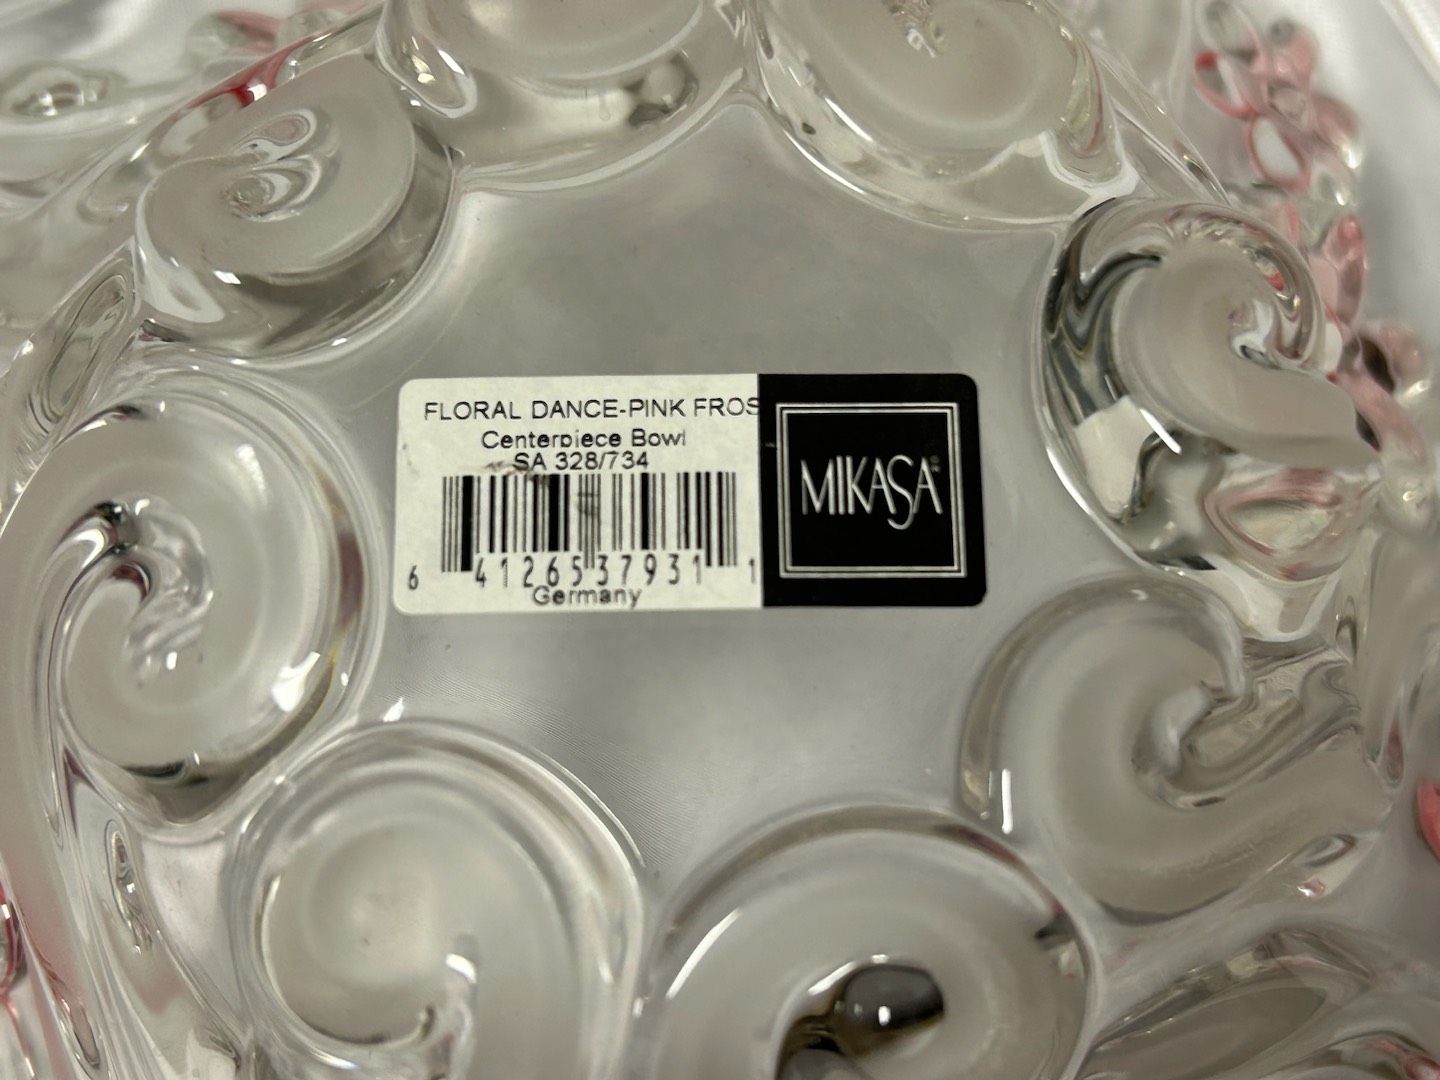 FLORAL DANCE-PINK FROS
Centerpiece Bowl
SA 328/734
6 41265 37931 1
Germany
MIKASA